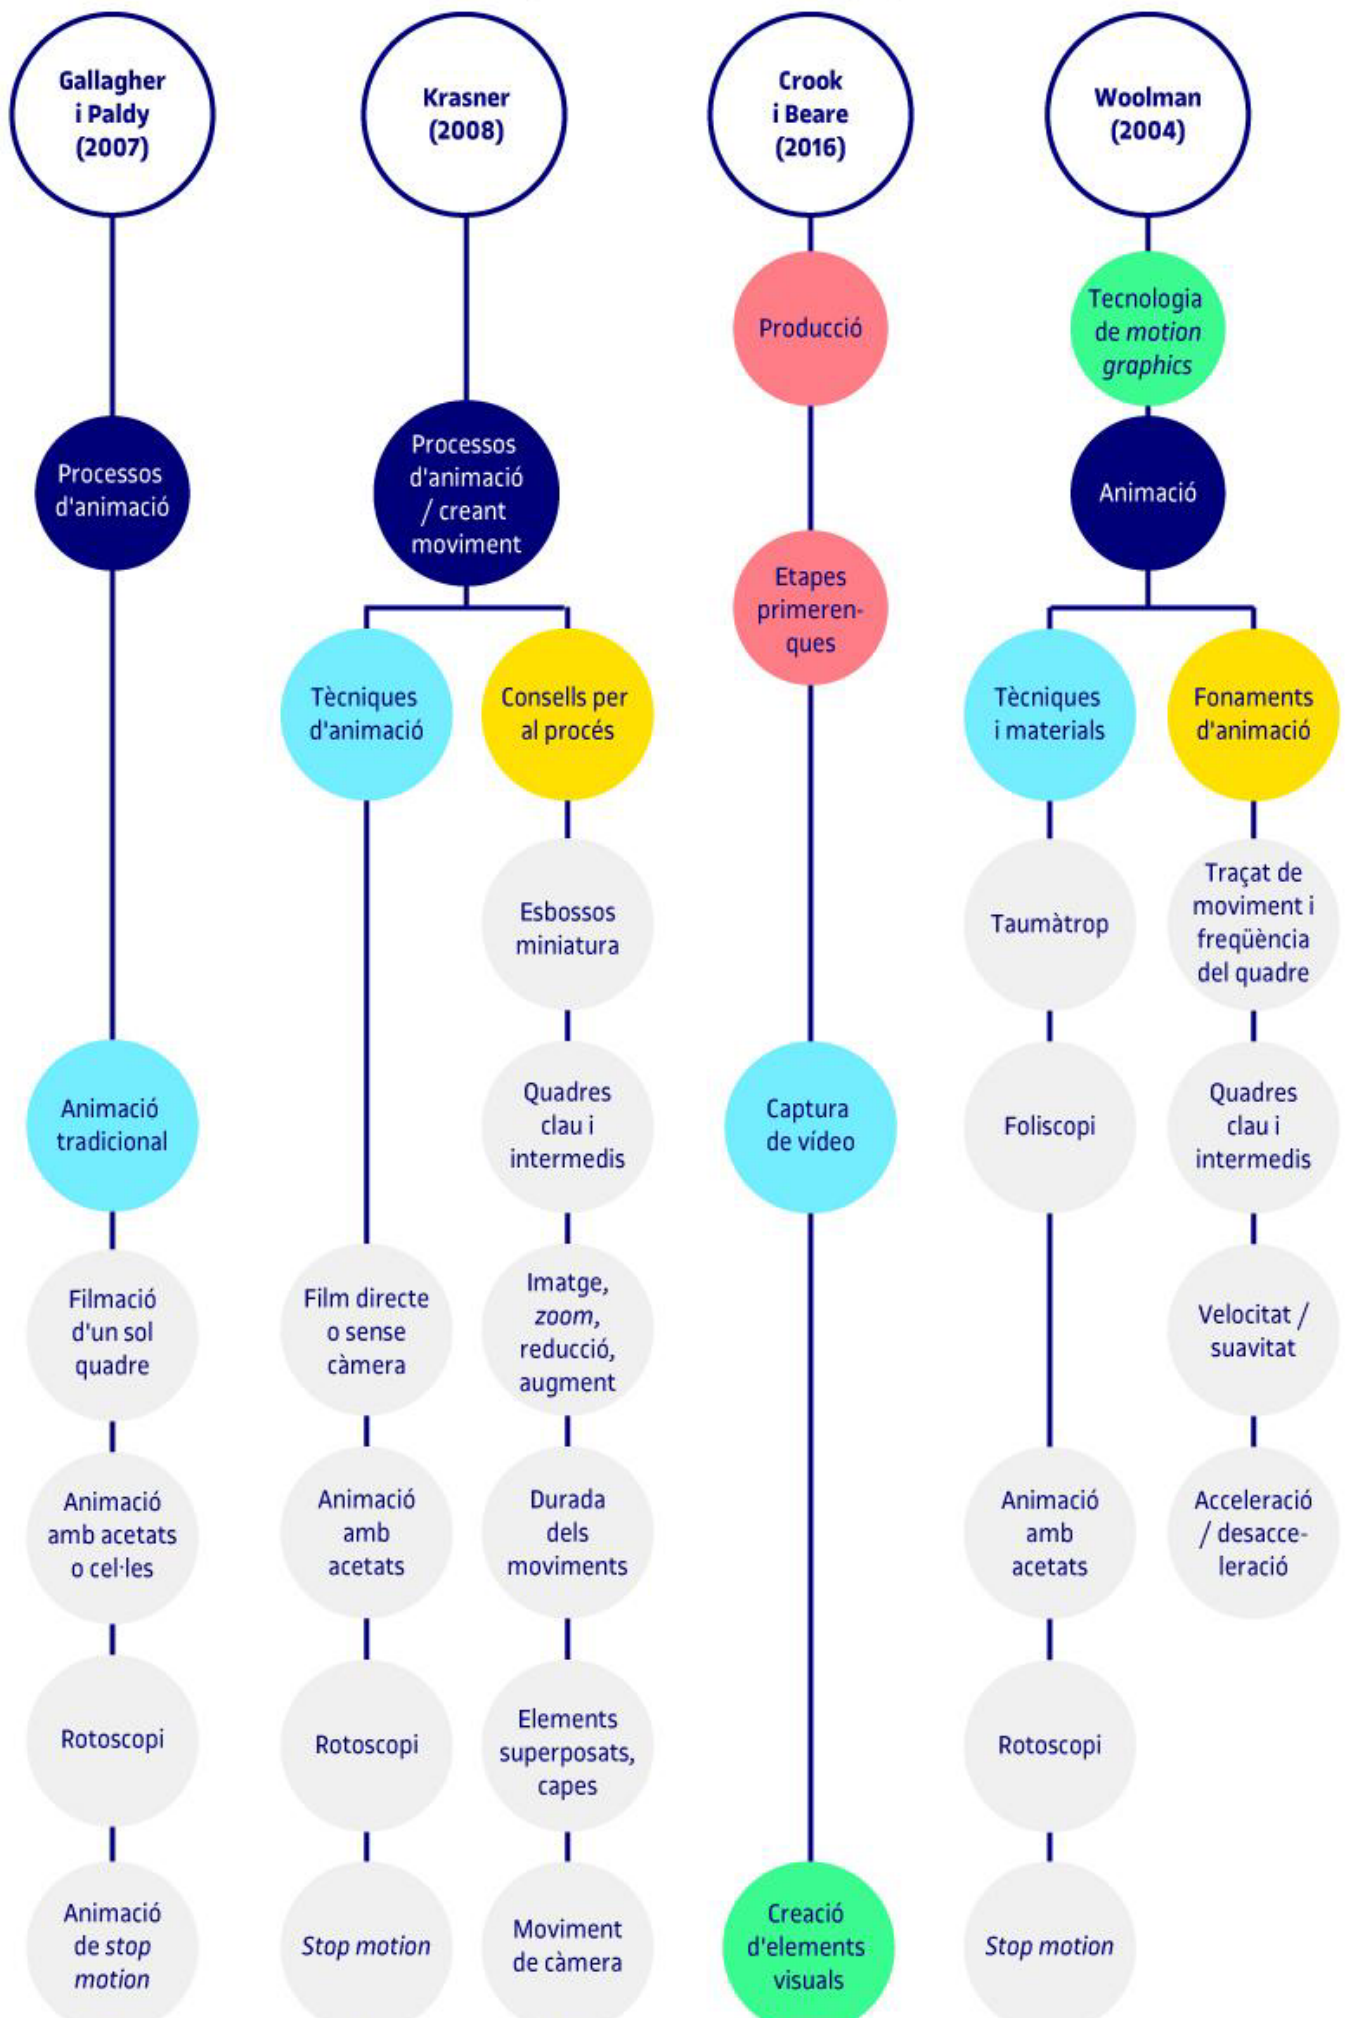 Gallagher
i Paldy
(2007)
Krasner
(2008)
Crook
i Beare
(2016)
Woolman
(2004)
Producció
Tecnologia
de motion
graphics
Processos
d'animació
Processos
d'animació
/ creant
moviment
Animació
Etapes
primeren-
ques
Tècniques
d'animació
Consells per
al procés
Tècniques
i materials
Fonaments
d'animació
Esbossos
miniatura
Taumàtrop
Traçat de
moviment i
freqüència
del quadre
Animació
tradicional
Quadres
clau i
intermedis
Captura
de vídeo
Foliscopi
Quadres
clau i
intermedis
Filmació
d'un sol
quadre
Film directe
o sense
càmera
Imatge,
zoom,
reducció,
augment
Velocitat /
suavitat
Animació
amb acetats
o cel·les
Animació
amb
acetats
Durada
dels
moviments
Animació
amb
acetats
Acceleració
/ desacce-
leració
Rotoscopi
Rotoscopi
Elements
superposats,
capes
Rotoscopi
Animació
de stop
motion
Stop motion
Moviment
de càmera
Creació
d'elements
visuals
Stop motion